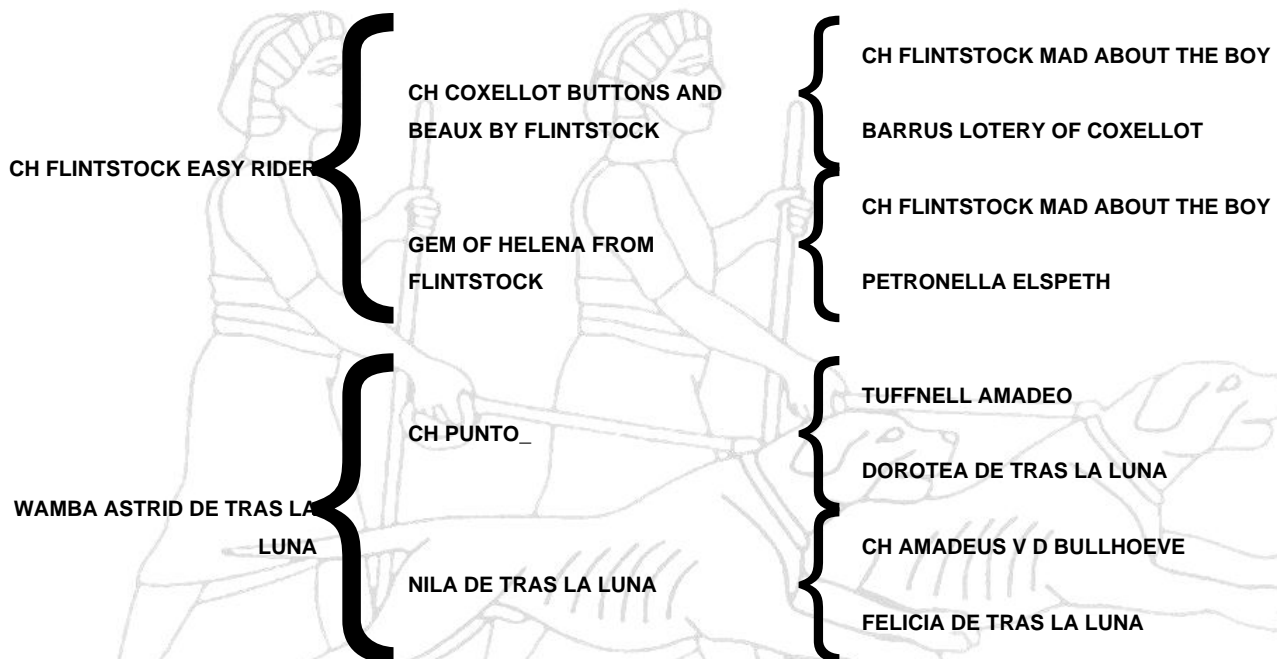 CH FLINTSTOCK EASY RIDER
CH COXELLOT BUTTONS AND
BEAUX BY FLINTSTOCK
CH FLINTSTOCK MAD ABOUT THE BOY
BARRUS LOTERY OF COXELLOT
GEM OF HELENA FROM
FLINTSTOCK
CH FLINTSTOCK MAD ABOUT THE BOY
PETRONELLA ELSPETH
WAMBA ASTRID DE TRAS LA
LUNA
CH PUNTO_
TUFFNELL AMADEO
DOROTEA DE TRAS LA LUNA
NILA DE TRAS LA LUNA
CH AMADEUS V D BULLHOEVE
FELICIA DE TRAS LA LUNA